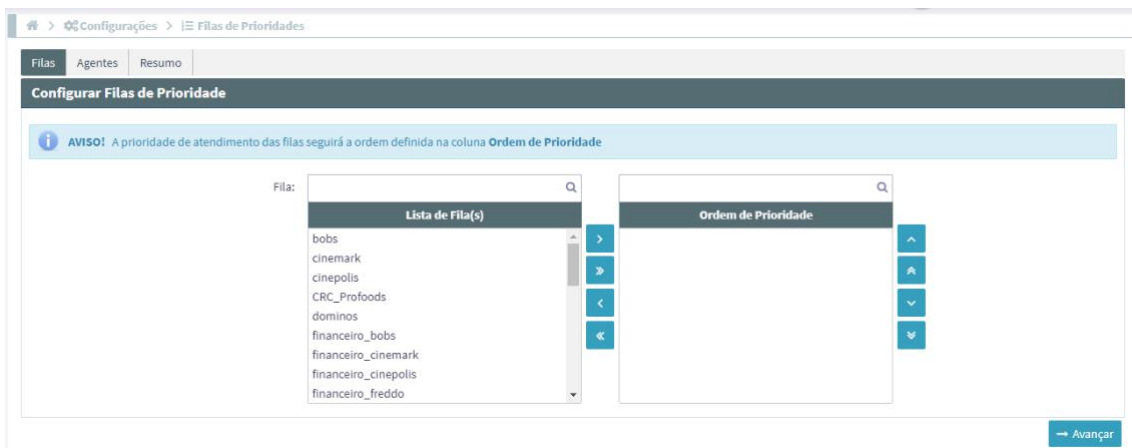 > Configurações > Filas de Prioridades
Filas Agentes Resumo
Configurar Filas de Prioridade
AVISO! A prioridade de atendimento das filas seguirá a ordem definida na coluna Ordem de Prioridade
Fila:
Lista de Fila(s)
bobs
cinemark
cinepolis
CRC_Profoods
dominos
financeiro_bobs
financeiro_cinemark
financeiro_cinepolis
financeiro_freddo
Ordem de Prioridade
Avançar